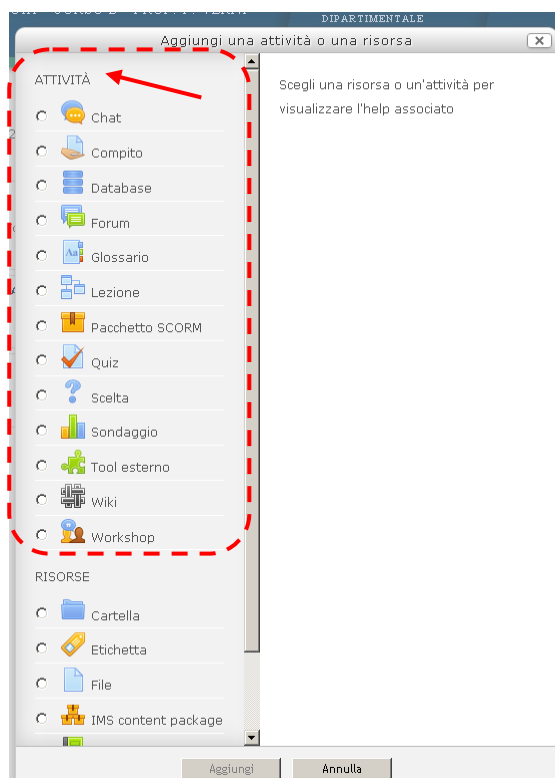 DIPARTIMENTALE
Aggiungi una attività o una risorsa
ATTIVITÀ
Chat
Compito
Database
Forum
Glossario
Lezione
Pacchetto SCORM
Quiz
Scelta
Sondaggio
Tool esterno
Wiki
Workshop
RISORSE
Cartella
Etichetta
File
IMS content package
Scegli una risorsa o un'attività per
visualizzare l'help associato
Aggiungi
Annulla